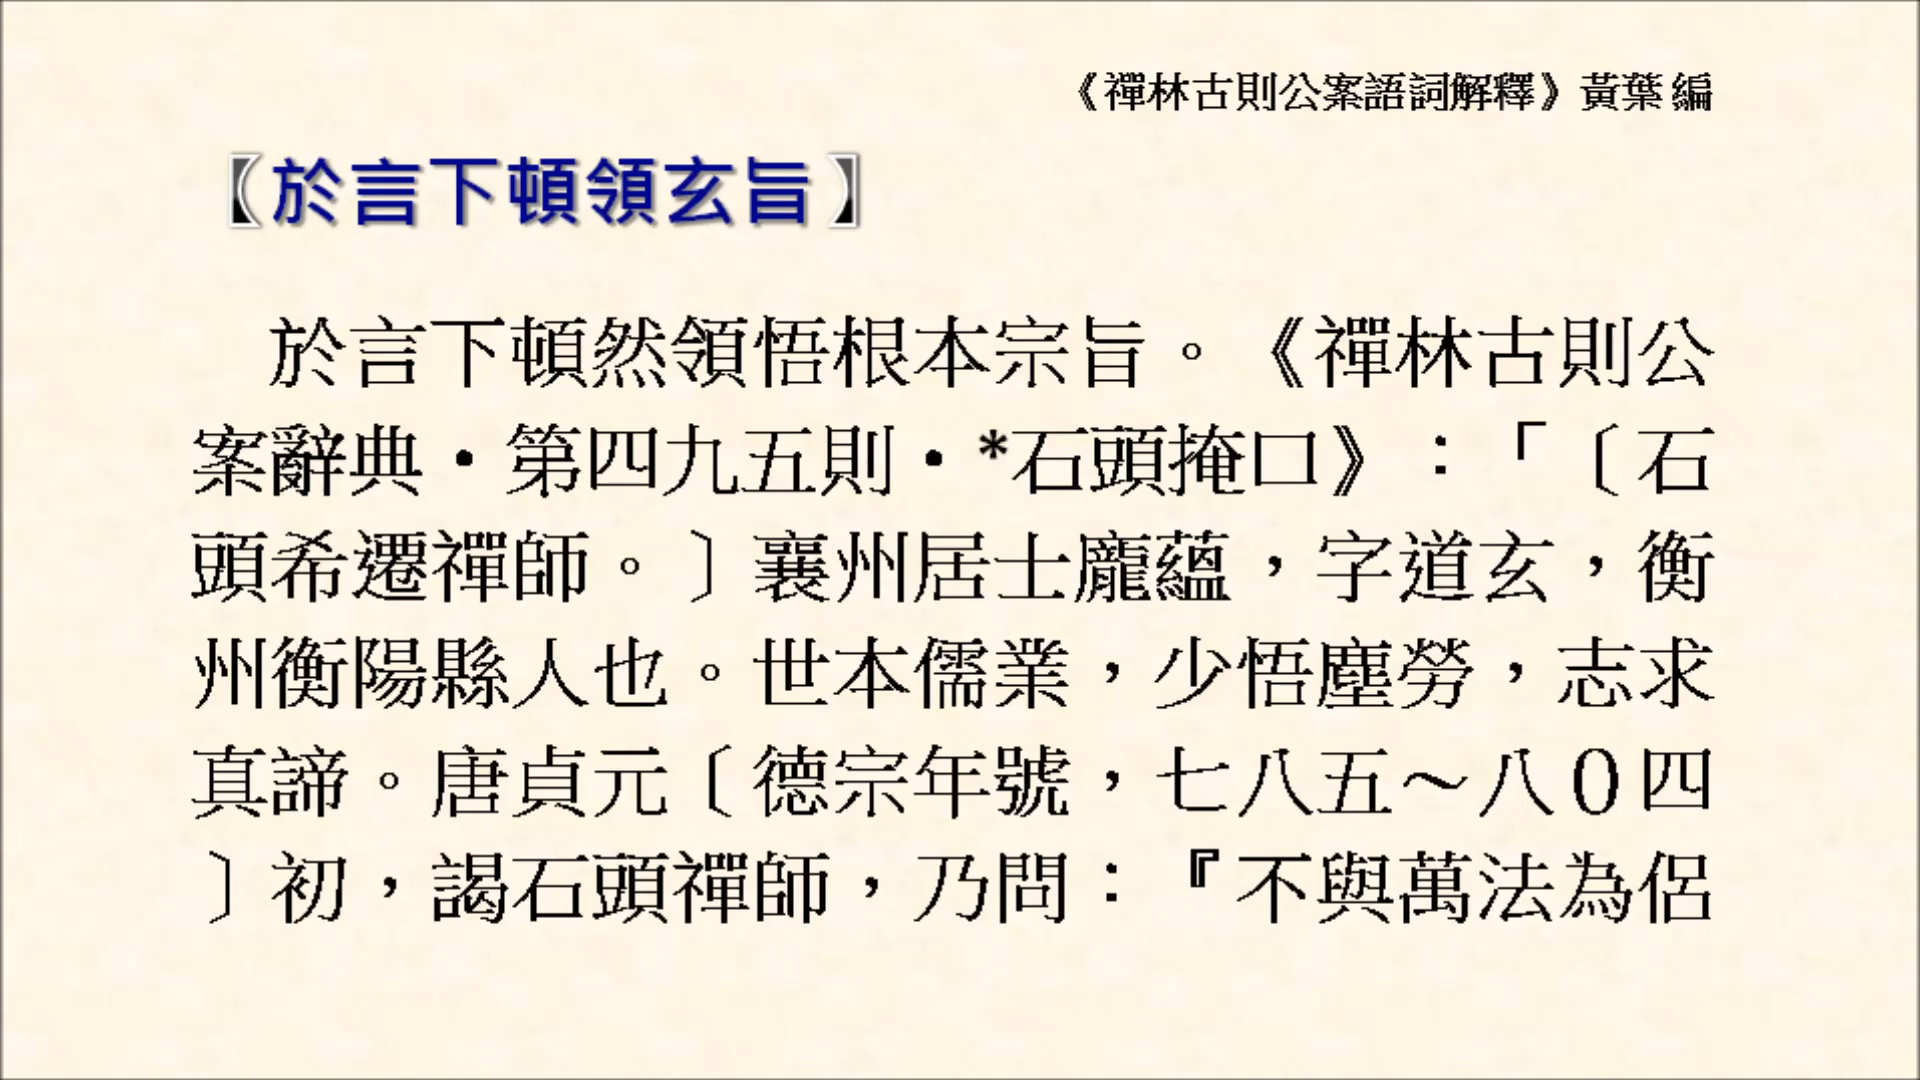 《禪林古則公案語詞解釋》黃葉 編
【於言下頓領玄旨】
於言下頓然領悟根本宗旨。《禪林古則公
案辭典・第四九五則・*石頭掩口》：「〔石
頭希遷禪師。〕襄州居士龐蘊，字道玄，衡
州衡陽縣人也。世本儒業，少悟塵勞，志求
真諦。唐貞元〔德宗年號，七八五～八０四
〕初，謁石頭禪師，乃問：『不與萬法為侶